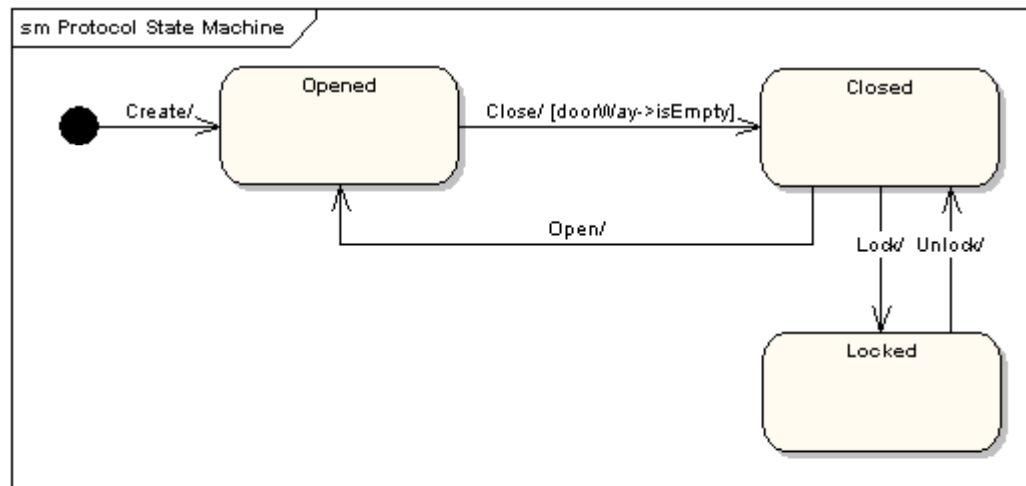 sm Protocol State Machine
Opened
Closed
Create/
Close/ [doorWay->isEmpty]
Open/
Lock/
Unlock/
Locked